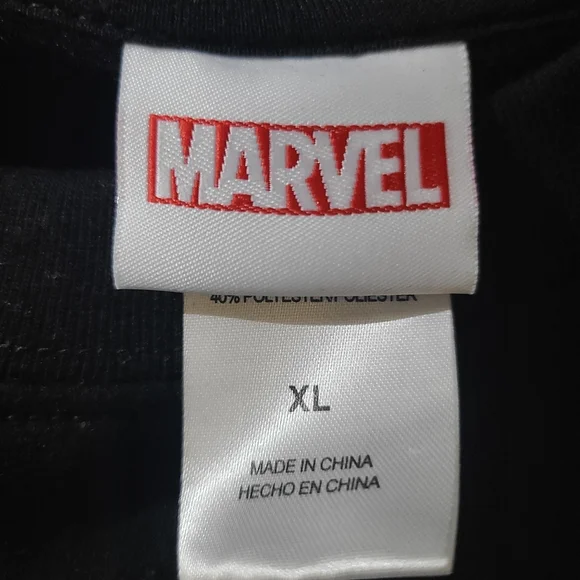 MARVEL
40% POLYESTER/POLIESTER
XL
MADE IN CHINA
HECHO EN CHINA